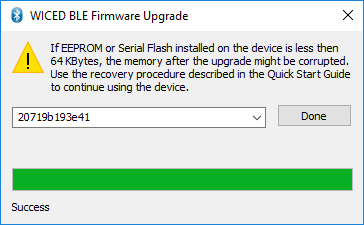 WICED BLE Firmware Upgrade
If EEPROM or Serial Flash installed on the device is less then
64 KBytes, the memory after the upgrade might be corrupted.
Use the recovery procedure described in the Quick Start Guide
to continue using the device.
20719b193e41
Done
Success